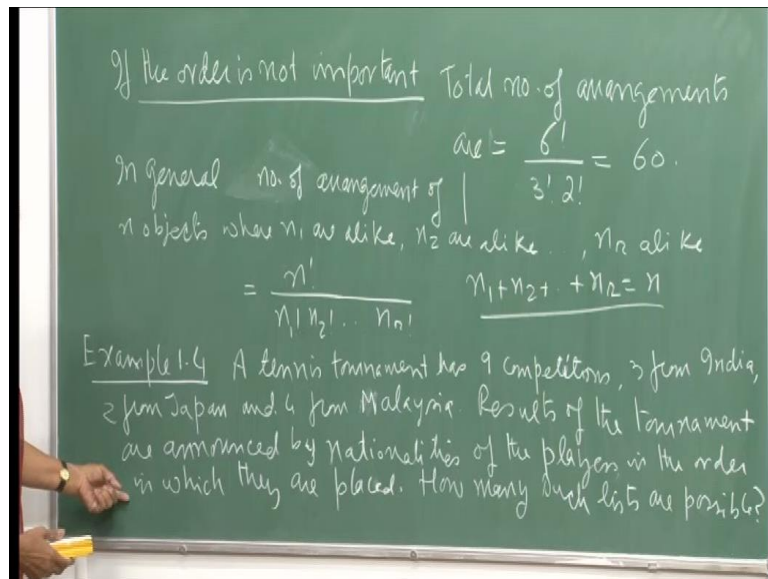 If the order is not important Total no. of arrangements
are = 6! / 3! 2! = 60.
In General no. of arrangement of
n objects where n1 are alike, n2 are alike ..., nr alike
= n! / n1! n2! ... nr!   n1+n2+..+nr = n
Example 1.4 A tennis tournament has 9 competitors, 3 from India,
2 from Japan and 4 from Malaysia. Results of the tournament
are announced by nationalities of the players in the order
in which they are placed. How many such lists are possible?